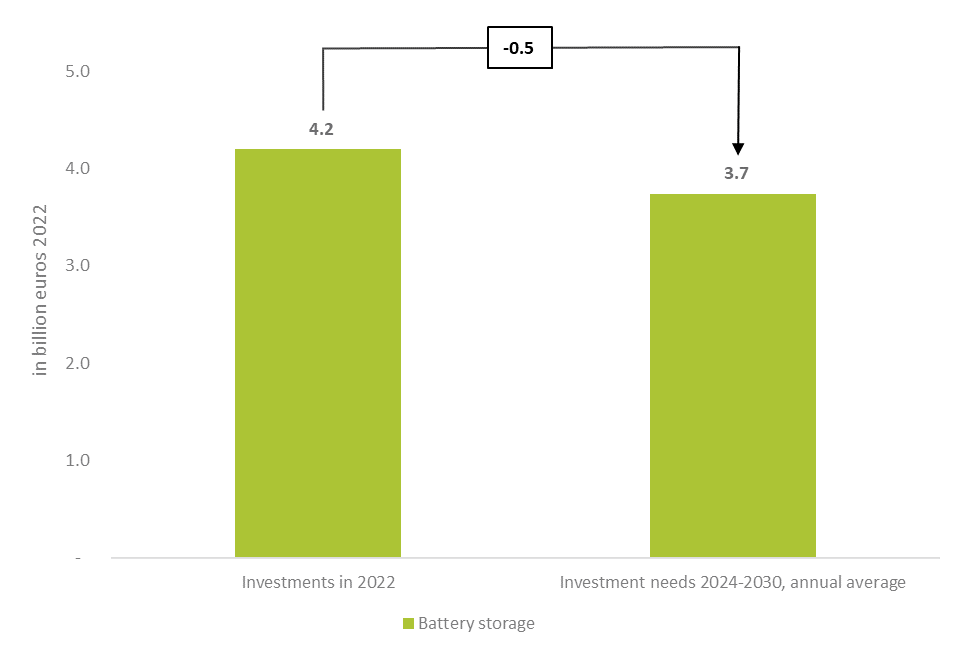 -0.5
5.0
4.2
4.0
3.7
3.0
2.0
1.0
-
in billion euros 2022
Investments in 2022
Investment needs 2024-2030, annual average
Battery storage